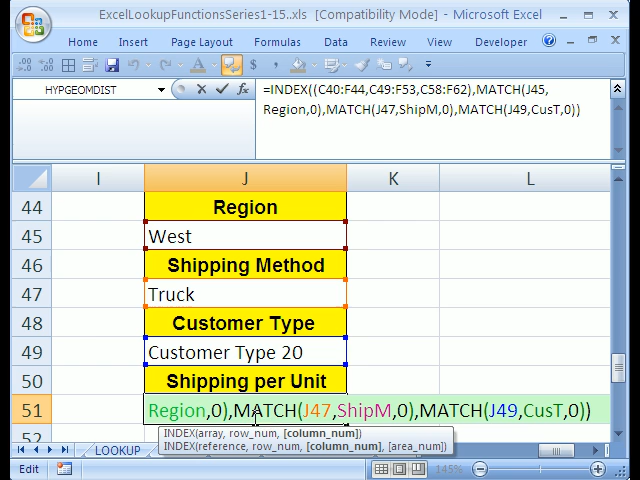 ExcelLookupFunctionsSeries1-15..xls [Compatibility Mode] - Microsoft Excel
Home Insert Page Layout Formulas Data Review View Developer
HYPGEOMDIST
=INDEX((C40:F44,C49:F53,C58:F62),MATCH(J45,
Region,0),MATCH(J47,ShipM,0),MATCH(J49,CusT,0))
I J K L
44 Region
45 West
46 Shipping Method
47 Truck
48 Customer Type
49 Customer Type 20
50 Shipping per Unit
51 Region,0),MATCH(J47,ShipM,0),MATCH(J49,CusT,0))
INDEX(array, row_num, [column_num])
INDEX(reference, row_num, [column_num], [area_num])
52
LOOKUP
Edit 145%